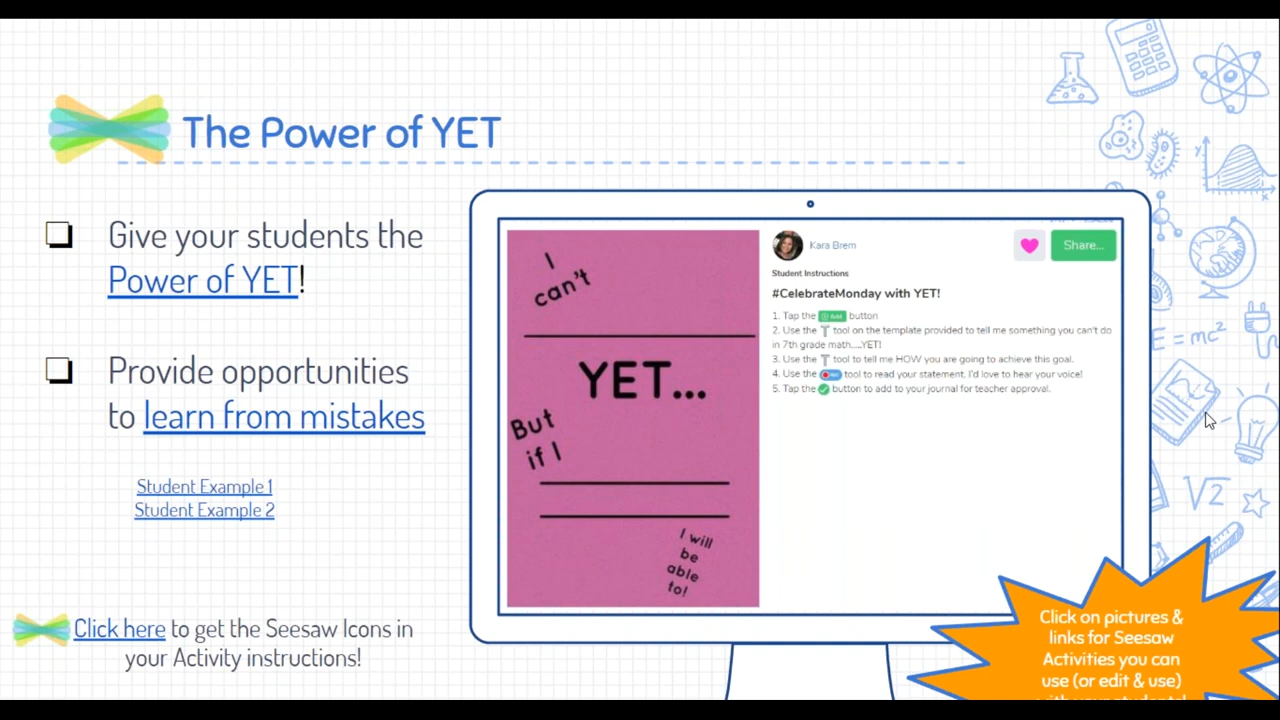 The Power of YET
Give your students the
Power of YET!
Provide opportunities
to learn from mistakes
Student Example 1
Student Example 2
Click here to get the Seesaw Icons in
your Activity instructions!
I
can't
YET...
But
if I
I will
be
able
to!
Kara Brem
Share...
Student Instructions
#CelebrateMonday with YET!
1. Tap the Add button
2. Use the T tool on the template provided to tell me something you can't do
in 7th grade math.....YET!
3. Use the T tool to tell me HOW you are going to achieve this goal.
4. Use the tool to read your statement. I'd love to hear your voice!
5. Tap the button to add to your journal for teacher approval.
Click on pictures &
links for Seesaw
Activities you can
use (or edit & use)
with your students!
E = mc²
√2
y
x